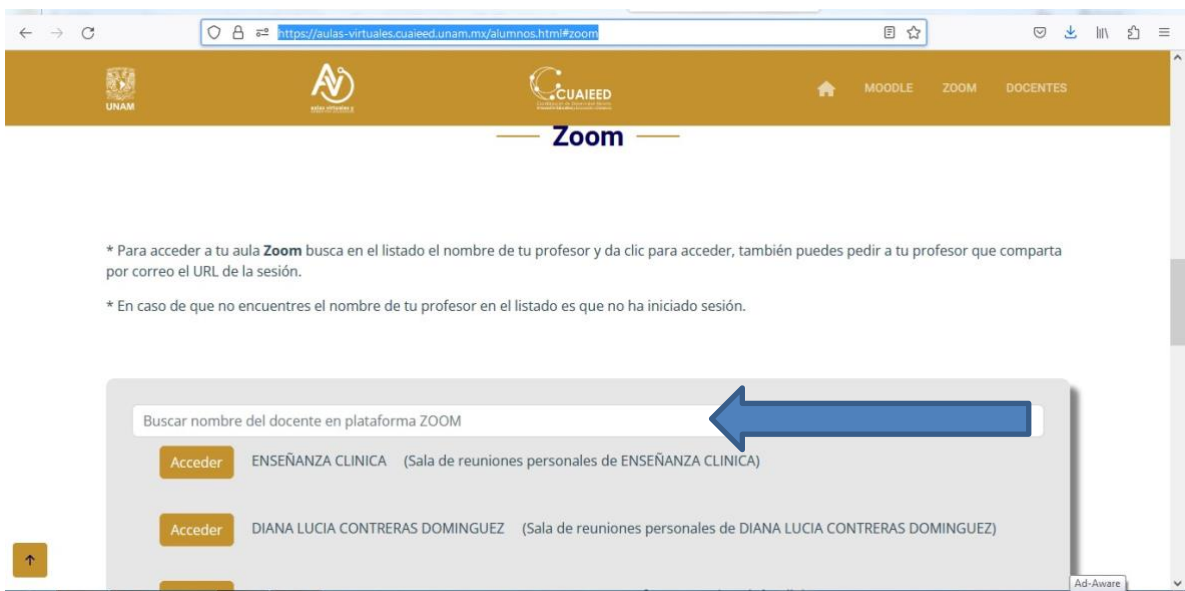 https://aulas-virtuales.cuaieed.unam.mx/alumnos.html#zoom
UNAM
AV
aulas virtuales
CUAIEED
MOODLE ZOOM DOCENTES
Zoom
* Para acceder a tu aula Zoom busca en el listado el nombre de tu profesor y da clic para acceder, también puedes pedir a tu profesor que comparta
por correo el URL de la sesión.
* En caso de que no encuentres el nombre de tu profesor en el listado es que no ha iniciado sesión.
Buscar nombre del docente en plataforma ZOOM
Acceder ENSEÑANZA CLINICA (Sala de reuniones personales de ENSEÑANZA CLINICA)
Acceder DIANA LUCIA CONTRERAS DOMINGUEZ (Sala de reuniones personales de DIANA LUCIA CONTRERAS DOMINGUEZ)
Ad-Aware